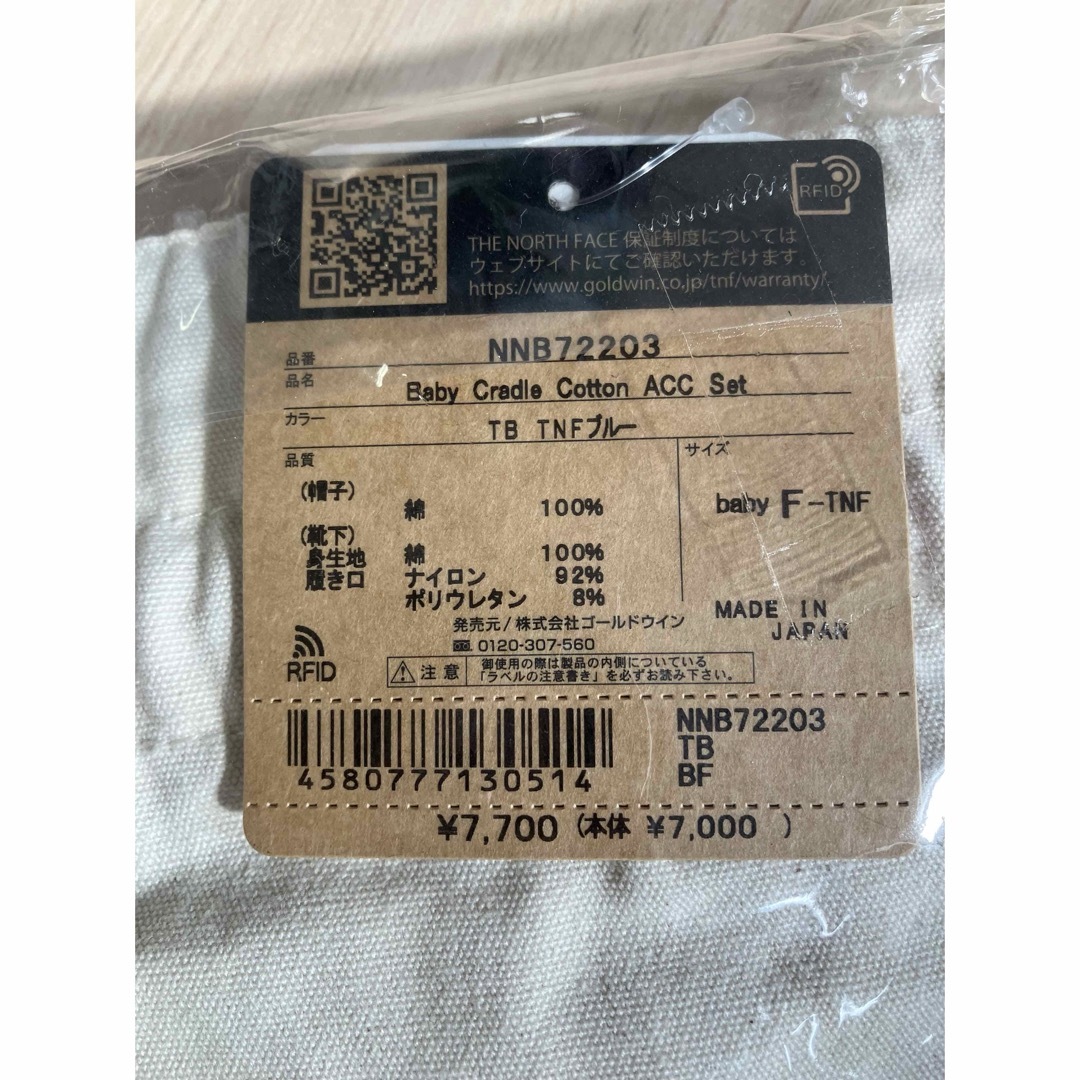 RFID
THE NORTH FACE 保証制度については
ウェブサイトにてご確認いただけます。
https://www.goldwin.co.jp/tnf/warranty/
品番 NNB72203
品名 Baby Cradle Cotton ACC Set
カラー TB TNFブルー
品質
サイズ
(帽子)
綿 100%
baby F-TNF
(靴下)
身生地 綿 100%
履き口 ナイロン 92%
ポリウレタン 8%
MADE IN
JAPAN
発売元/株式会社ゴールドウイン
0120-307-560
RFID
注意
御使用の際は製品の内側についている
「ラベルの注意書き」を必ずお読み下さい。
NNB72203
TB
BF
4580777130514
¥7,700 (本体 ¥7,000 )